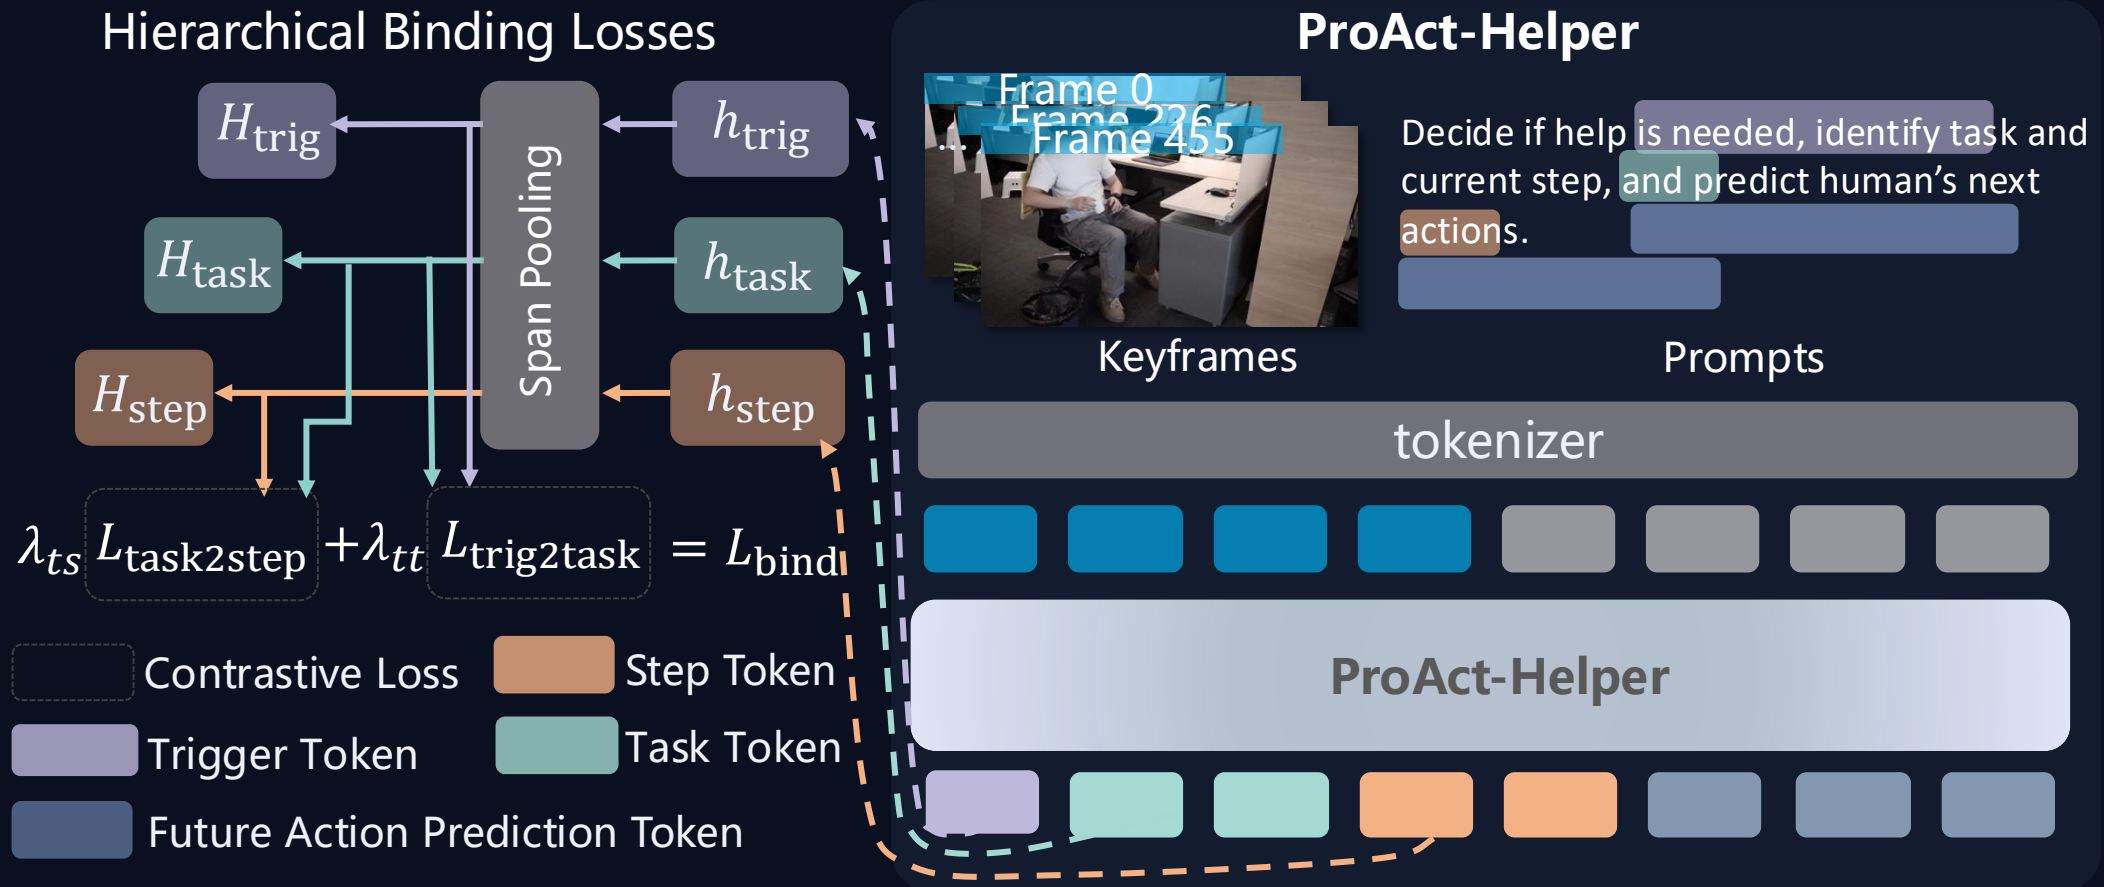 Hierarchical Binding Losses
H_trig
Span Pooling
h_trig
H_task
h_task
H_step
h_step
λ_ts L_task2step + λ_tt L_trig2task = L_bind
Contrastive Loss
Step Token
Trigger Token
Task Token
Future Action Prediction Token
ProAct-Helper
Frame 0
Frame 226
... Frame 455
Decide if help is needed, identify task and
current step, and predict human’s next
actions.
Keyframes
Prompts
tokenizer
ProAct-Helper